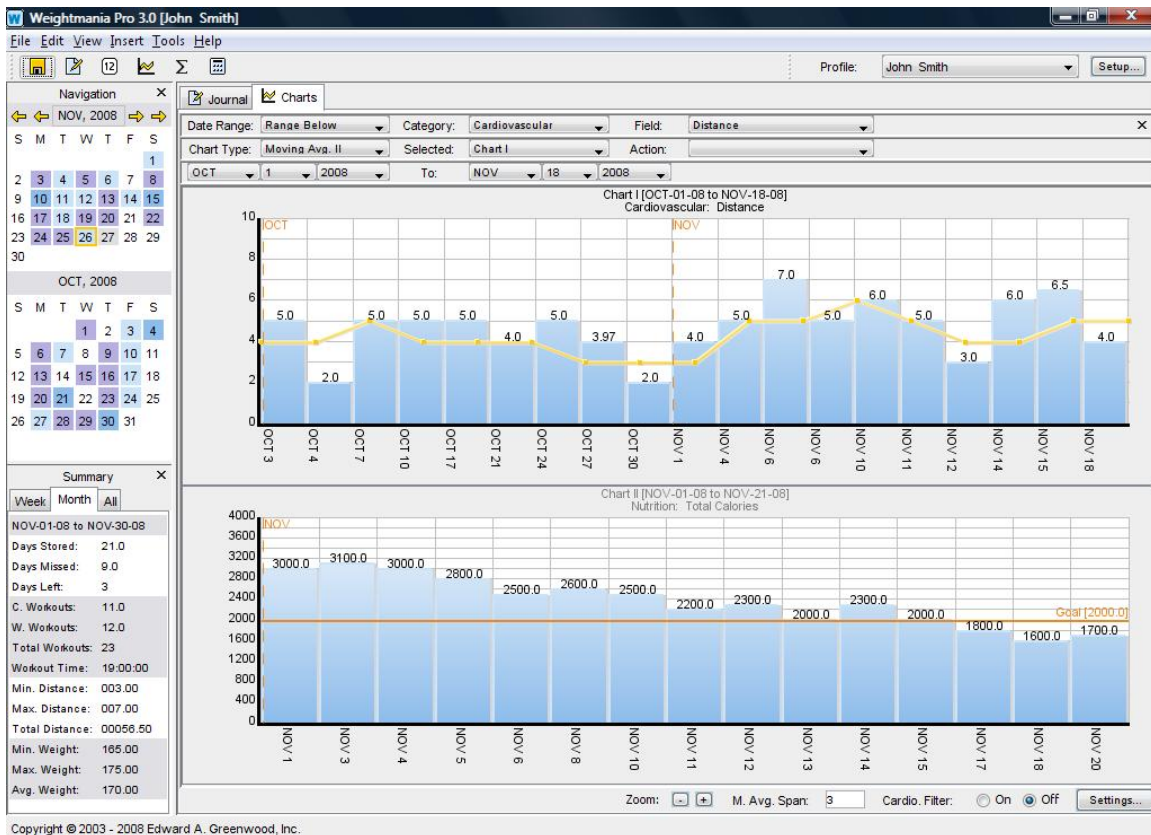 Weightmania Pro 3.0 [John Smith]
File Edit View Insert Tools Help
12 Σ Profile: John Smith Setup...
Navigation X
NOV, 2008
S M T W T F S
1
2 3 4 5 6 7 8
9 10 11 12 13 14 15
16 17 18 19 20 21 22
23 24 25 26 27 28 29
30
OCT, 2008
S M T W T F S
1 2 3 4
5 6 7 8 9 10 11
12 13 14 15 16 17 18
19 20 21 22 23 24 25
26 27 28 29 30 31
Summary X
Week Month All
NOV-01-08 to NOV-30-08
Days Stored: 21.0
Days Missed: 9.0
Days Left: 3
C. Workouts: 11.0
W. Workouts: 12.0
Total Workouts: 23
Workout Time: 19:00:00
Min. Distance: 003.00
Max. Distance: 007.00
Total Distance: 00056.50
Min. Weight: 165.00
Max. Weight: 175.00
Avg. Weight: 170.00
Journal Charts
Date Range: Range Below Category: Cardiovascular Field: Distance X
Chart Type: Moving Avg. II Selected: Chart I Action:
OCT 1 2008 To: NOV 18 2008
Chart I [OCT-01-08 to NOV-18-08]
Cardiovascular: Distance
10
8
6
4
2
0
OCT NOV
5.0 2.0 5.0 5.0 5.0 4.0 5.0 3.97 2.0 4.0 5.0 7.0 5.0 6.0 5.0 3.0 6.0 6.5 4.0
OCT 3 OCT 4 OCT 7 OCT 10 OCT 17 OCT 21 OCT 24 OCT 27 OCT 30 NOV 1 NOV 4 NOV 6 NOV 6 NOV 10 NOV 11 NOV 12 NOV 14 NOV 15 NOV 18
Chart II [NOV-01-08 to NOV-21-08]
Nutrition: Total Calories
4000
3600
3200
2800
2400
2000
1600
1200
800
400
0
NOV
3000.0 3100.0 3000.0 2800.0 2500.0 2600.0 2500.0 2200.0 2300.0 2000.0 2300.0 2000.0 1800.0 1600.0 1700.0
Goal [2000.0]
NOV 1 NOV 3 NOV 4 NOV 5 NOV 6 NOV 8 NOV 10 NOV 11 NOV 12 NOV 13 NOV 14 NOV 15 NOV 17 NOV 18 NOV 20
Zoom: - + M. Avg. Span: 3 Cardio. Filter: On Off Settings...
Copyright © 2003 - 2008 Edward A. Greenwood, Inc.